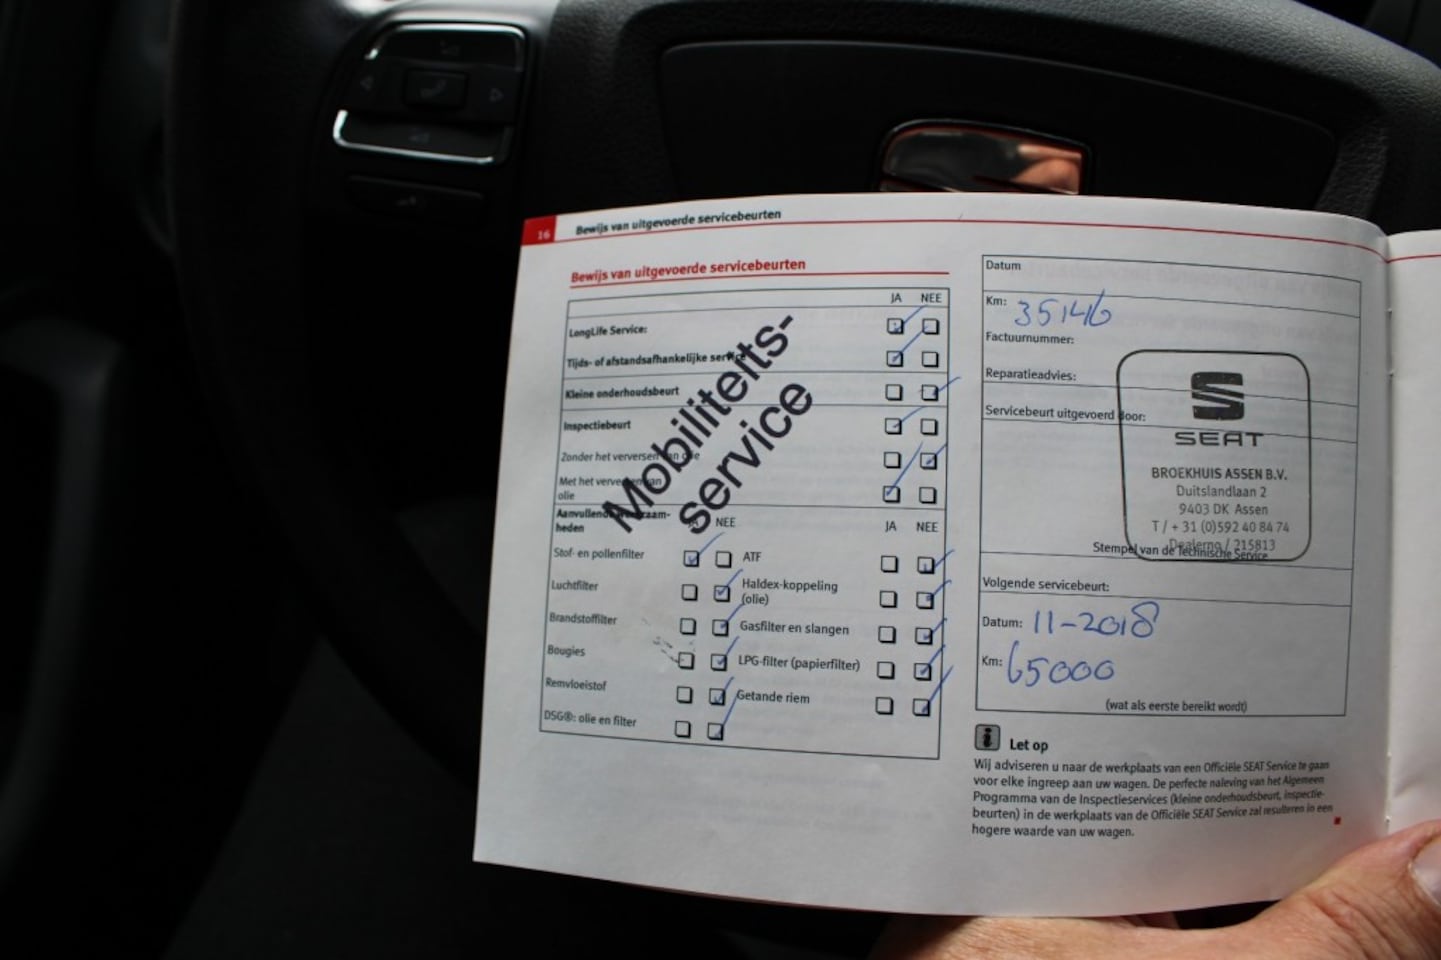 16 Bewijs van uitgevoerde servicebeurten
Bewijs van uitgevoerde servicebeurten
JA NEE
LongLife Service:
Tijds- of afstandsafhankelijke service
Kleine onderhoudsbeurt
Inspectiebeurt
Zonder het verversen van olie
Met het verversen van
olie
Mobiliteits-
service
Aanvullende werkzaam-
heden
JA NEE
JA NEE
Stof- en pollenfilter
ATF
Luchtfilter
Haldex-koppeling
(olie)
Brandstoffilter
Gasfilter en slangen
Bougies
LPG-filter (papierfilter)
Remvloeistof
Getande riem
DSG®: olie en filter
Datum
Km: 35146
Factuurnummer:
Reparatieadvies:
Servicebeurt uitgevoerd door:
SEAT
BROEKHUIS ASSEN B.V.
Duitslandlaan 2
9403 DK Assen
T / + 31 (0)592 40 84 74
Dealerno / 215813
Stempel van de Technische Service
Volgende servicebeurt:
Datum: 11-2018
Km: 65000
(wat als eerste bereikt wordt)
Let op
Wij adviseren u naar de werkplaats van een Officiële SEAT Service te gaan
voor elke ingreep aan uw wagen. De perfecte naleving van het Algemeen
Programma van de Inspectieservices (kleine onderhoudsbeurt, inspectie-
beurten) in de werkplaats van de Officiële SEAT Service zal resulteren in een
hogere waarde van uw wagen.